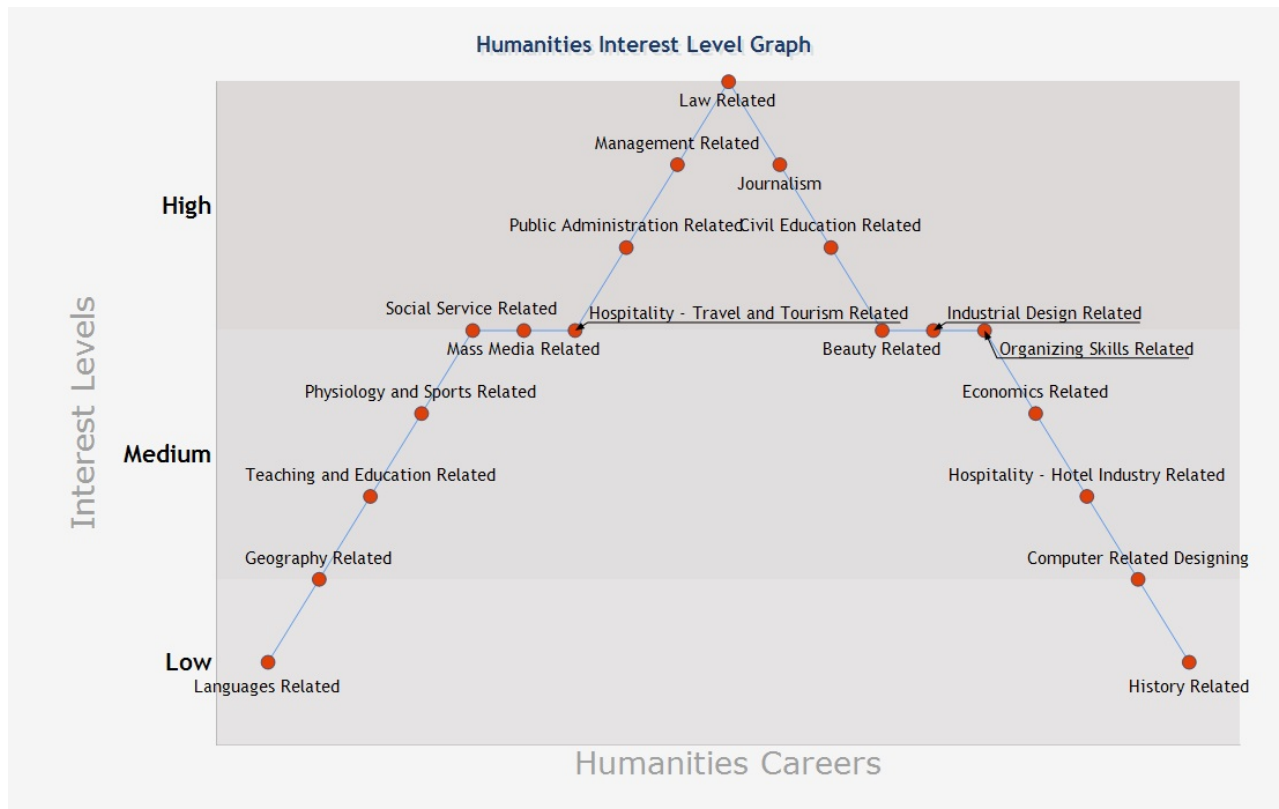 Humanities Interest Level Graph
Law Related
Management Related
Journalism
High
Public Administration Related
Civil Education Related
Social Service Related
Hospitality - Travel and Tourism Related
Industrial Design Related
Mass Media Related
Beauty Related
Organizing Skills Related
Interest Levels
Physiology and Sports Related
Economics Related
Medium
Teaching and Education Related
Hospitality - Hotel Industry Related
Geography Related
Computer Related Designing
Low
Languages Related
History Related
Humanities Careers